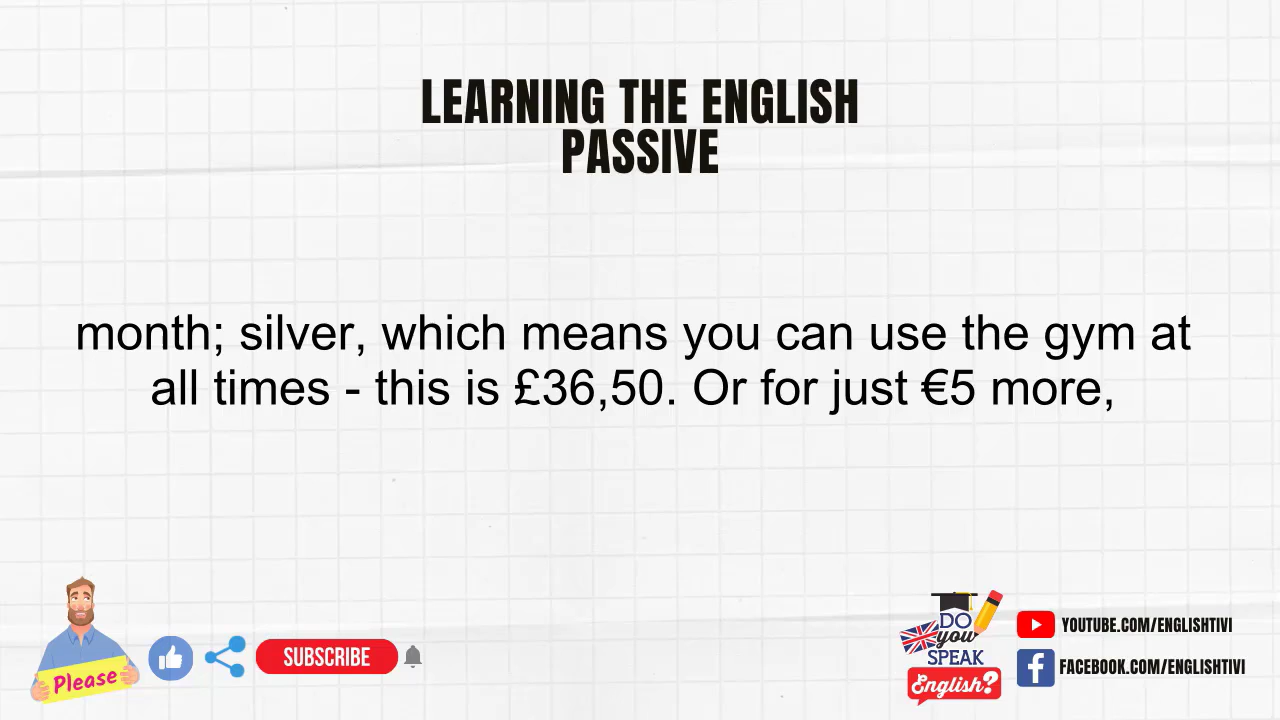 LEARNING THE ENGLISH
PASSIVE
month; silver, which means you can use the gym at
all times - this is £36,50. Or for just €5 more,
Please
SUBSCRIBE
DO
you
SPEAK
English?
YOUTUBE.COM/ENGLISHTIVI
FACEBOOK.COM/ENGLISHTIVI